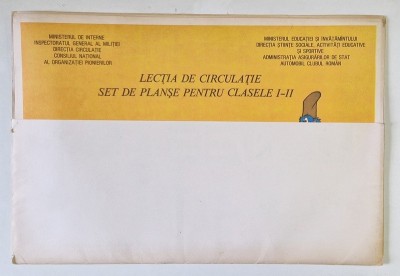 MINISTERUL DE INTERNE
INSPECTORATUL GENERAL AL MILIȚIEI
DIRECȚIA CIRCULAȚIE
CONSILIUL NAȚIONAL
AL ORGANIZAȚIEI PIONIERILOR
MINISTERUL EDUCAȚIEI ȘI ÎNVĂȚĂMÎNTULUI
DIRECȚIA ȘTIINȚE SOCIALE, ACTIVITĂȚI EDUCATIVE
ȘI SPORTIVE
ADMINISTRAȚIA ASIGURĂRILOR DE STAT
AUTOMOBIL CLUBUL ROMÂN
LECȚIA DE CIRCULAȚIE
SET DE PLANȘE PENTRU CLASELE I-II